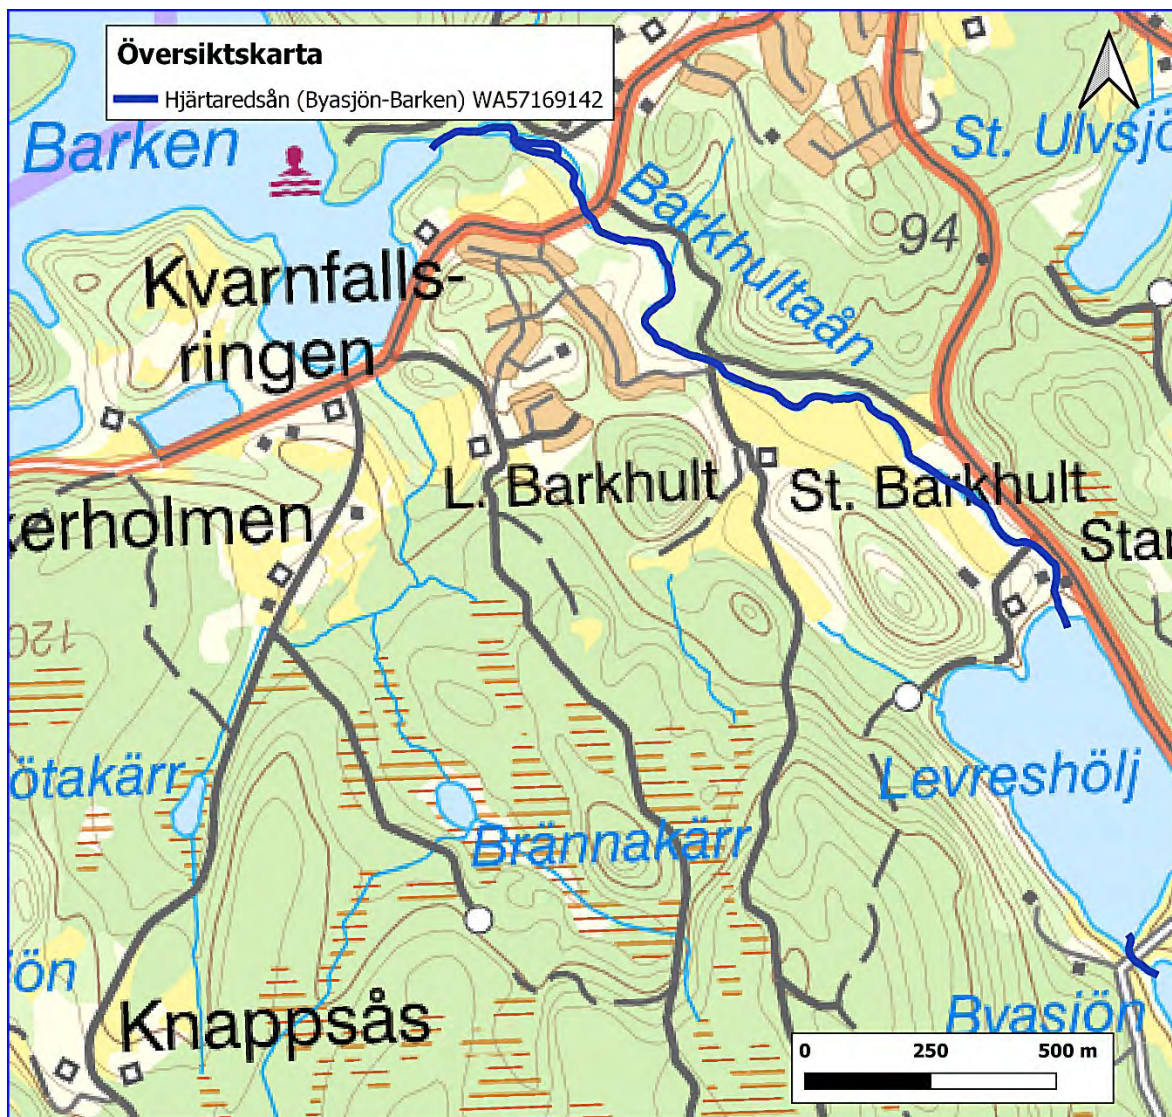 Översiktskarta
Hjärtaredsån (Byasjön-Barken) WA57169142
Barken
St. Ulvsjö
Barkhultaån
94
Kvarnfalls-
ringen
L. Barkhult
St. Barkhult
kerholmen
Star
120
ötakärr
Levreshölj
Brännakärr
jön
Byasjön
Knappsås
0 250 500 m